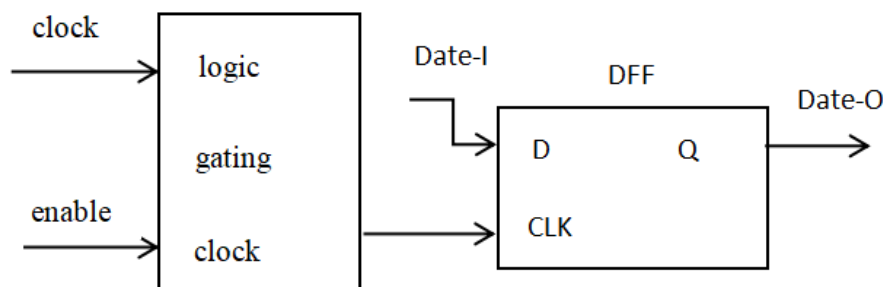 clock
logic
gating
clock
enable
Date-I
DFF
D
Q
CLK
Date-O